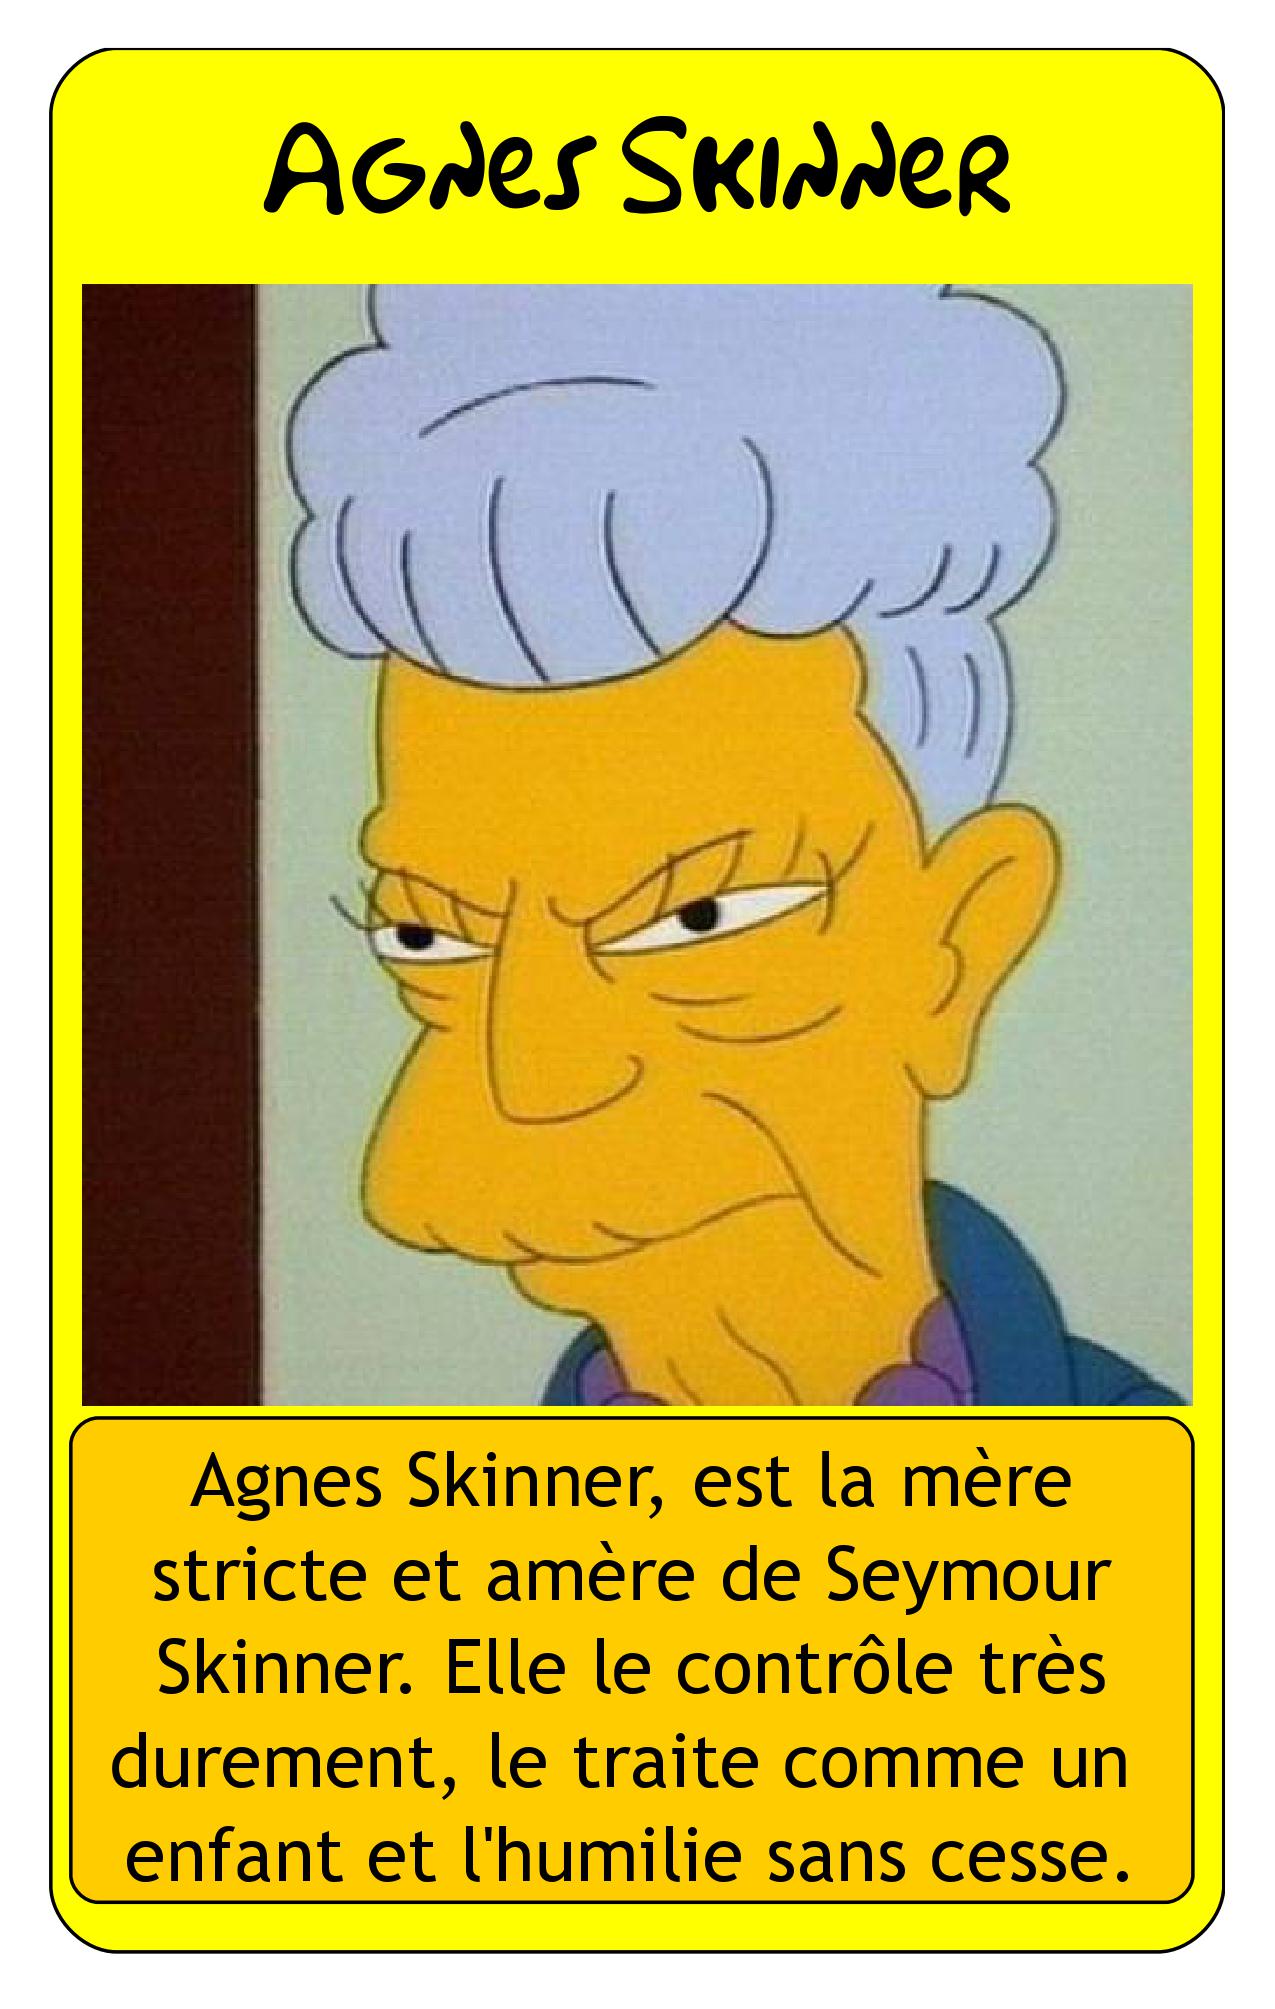 Agnes Skinner
Agnes Skinner, est la mère
stricte et amère de Seymour
Skinner. Elle le contrôle très
durement, le traite comme un
enfant et l'humilie sans cesse.